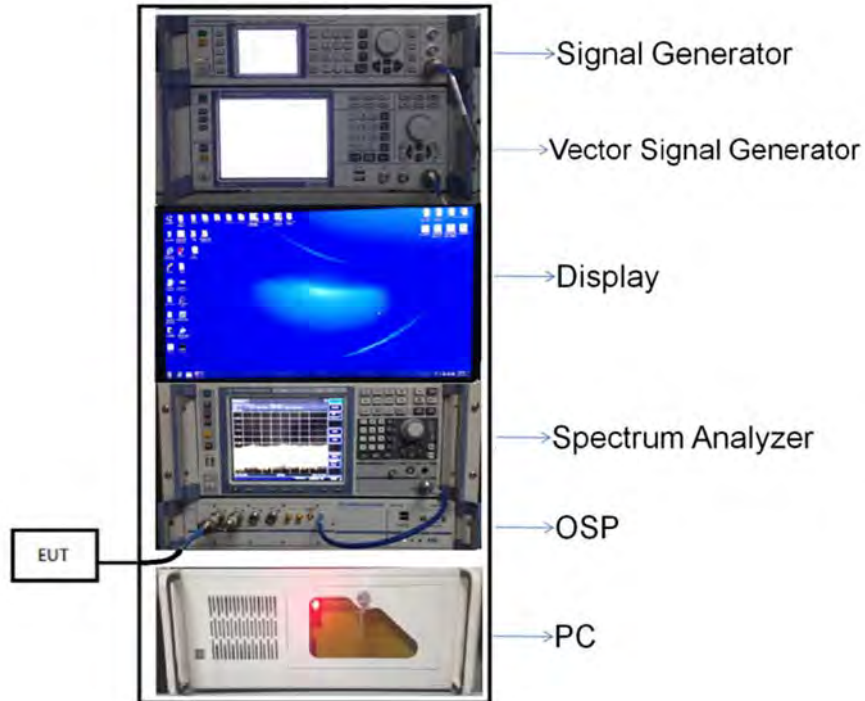 Signal Generator
Vector Signal Generator
Display
Spectrum Analyzer
OSP
EUT
PC